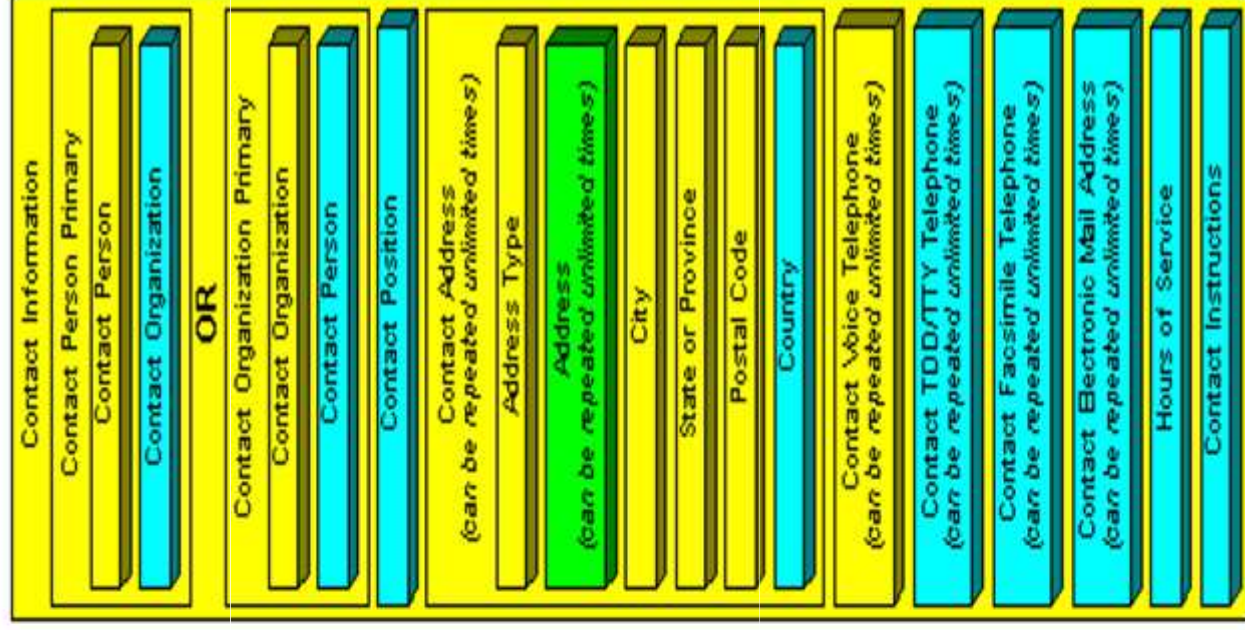 Contact Information
Contact Person Primary
Contact Person
Contact Organization
OR
Contact Organization Primary
Contact Organization
Contact Person
Contact Position
Contact Address
(can be repeated unlimited times)
Address Type
Address
(can be repeated unlimited times)
City
State or Province
Postal Code
Country
Contact Voice Telephone
(can be repeated unlimited times)
Contact TDD/TTY Telephone
(can be repeated unlimited times)
Contact Facsimile Telephone
(can be repeated unlimited times)
Contact Electronic Mail Address
(can be repeated unlimited times)
Hours of Service
Contact Instructions